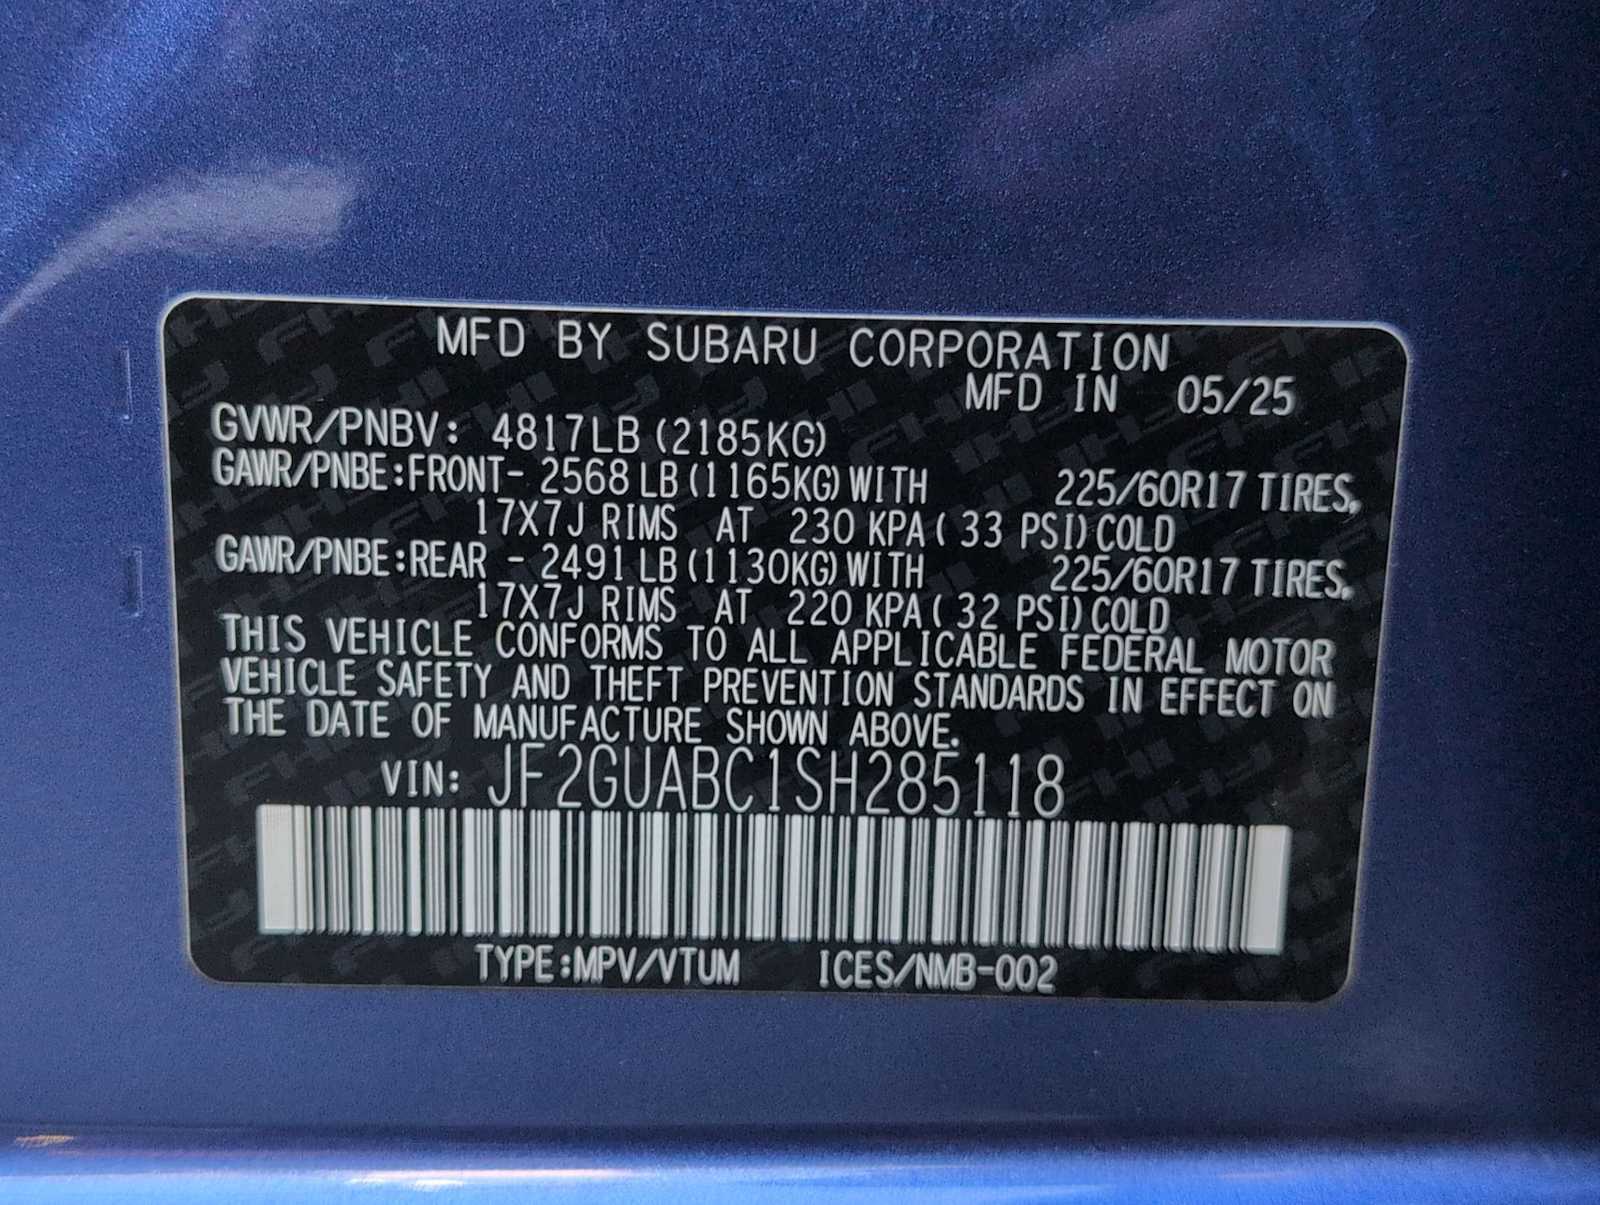 MFD BY SUBARU CORPORATION
MFD IN 05/25
GVWR/PNBV: 4817LB (2185KG)
GAWR/PNBE:FRONT- 2568 LB (1165KG) WITH 225/60R17 TIRES,
17X7J RIMS AT 230 KPA ( 33 PSI) COLD
GAWR/PNBE:REAR - 2491 LB (1130KG) WITH 225/60R17 TIRES,
17X7J RIMS AT 220 KPA ( 32 PSI) COLD
THIS VEHICLE CONFORMS TO ALL APPLICABLE FEDERAL MOTOR
VEHICLE SAFETY AND THEFT PREVENTION STANDARDS IN EFFECT ON
THE DATE OF MANUFACTURE SHOWN ABOVE.
VIN: JF2GUABC1SH285118
TYPE:MPV/VTUM ICES/NMB-002